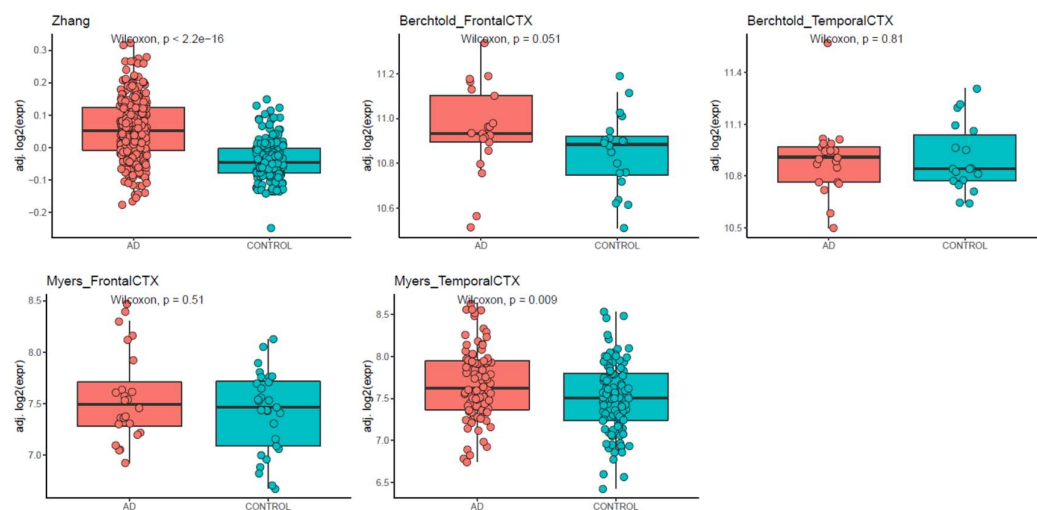 Zhang
Wilcoxon, p < 2.2e−16
adj. log2(expr)
0.3
0.2
0.1
0.0
−0.1
−0.2
AD
CONTROL
Berchtold_FrontalCTX
Wilcoxon, p = 0.051
adj. log2(expr)
11.2
11.0
10.8
10.6
AD
CONTROL
Berchtold_TemporalCTX
Wilcoxon, p = 0.81
adj. log2(expr)
11.4
11.1
10.8
10.5
AD
CONTROL
Myers_FrontalCTX
Wilcoxon, p = 0.51
adj. log2(expr)
8.5
8.0
7.5
7.0
AD
CONTROL
Myers_TemporalCTX
Wilcoxon, p = 0.009
adj. log2(expr)
8.5
8.0
7.5
7.0
6.5
AD
CONTROL